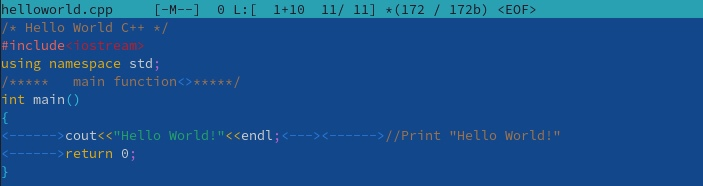 helloworld.cpp [-M--] 0 L:[ 1+10 11/ 11] *(172 / 172b) <EOF>
/* Hello World C++ */
#include<iostream>
using namespace std;
/***** main function<>*****/
int main()
{
<------>cout<<"Hello World!"<<endl;<---><------>//Print "Hello World!"
<------>return 0;
}